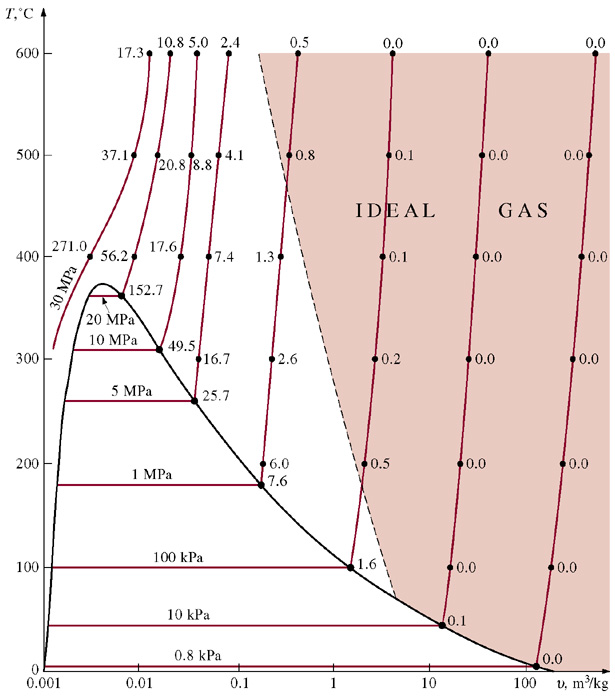 T, °C
10.8 5.0 2.4 0.5 0.0 0.0 0.0
600 17.3
500 37.1 20.8 8.8 4.1 0.8 0.1 0.0 0.0
IDEAL GAS
271.0
400 56.2 17.6 7.4 1.3 0.1 0.0 0.0
30 MPa
152.7
20 MPa
10 MPa 49.5
300 16.7 2.6 0.2 0.0 0.0
5 MPa 25.7
200 6.0 0.5 0.0 0.0
1 MPa 7.6
100 100 kPa 1.6 0.0 0.0
10 kPa 0.1
0.8 kPa 0.0
0
0.001 0.01 0.1 1 10 100 υ, m³/kg